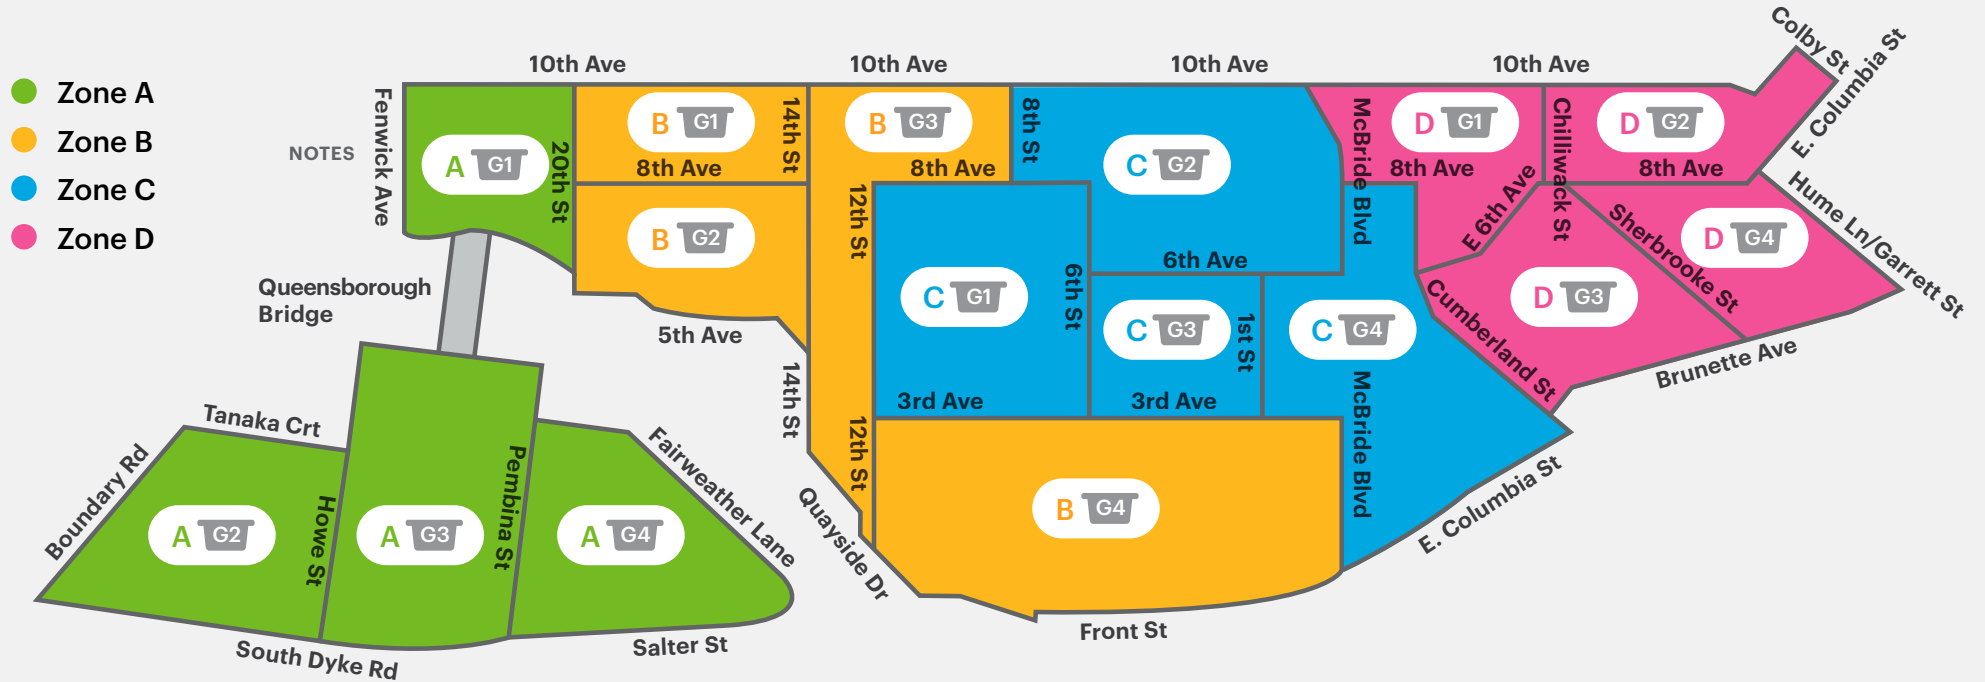 Zone A
Zone B
Zone C
Zone D
NOTES
10th Ave
10th Ave
10th Ave
10th Ave
Colby St
E. Columbia St
Fenwick Ave
A G1
20th St
B G1
8th Ave
14th St
B G3
8th Ave
8th St
C G2
McBride Blvd
D G1
8th Ave
E 6th Ave
Chilliwack St
D G2
8th Ave
Hume Ln/Garrett St
B G2
12th St
C G1
6th St
6th Ave
Sherbrooke St
D G4
Queensborough
Bridge
5th Ave
C G3
1st St
C G4
Cumberland St
D G3
Brunette Ave
14th St
3rd Ave
3rd Ave
McBride Blvd
Tanaka Crt
Boundary Rd
Howe St
Pembina St
Fairweather Lane
12th St
Quayside Dr
A G2
A G3
A G4
B G4
E. Columbia St
Front St
South Dyke Rd
Salter St